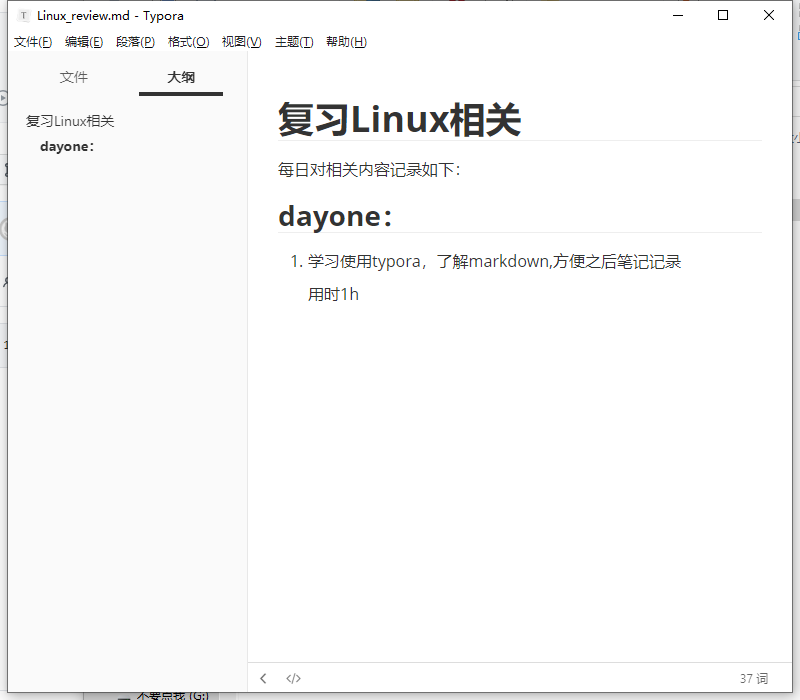 Linux_review.md - Typora
文件(F) 编辑(E) 段落(P) 格式(O) 视图(V) 主题(T) 帮助(H)
文件 大纲
复习Linux相关
dayone：
复习Linux相关
每日对相关内容记录如下：
dayone：
1. 学习使用typora，了解markdown,方便之后笔记记录
用时1h
</> 37 词